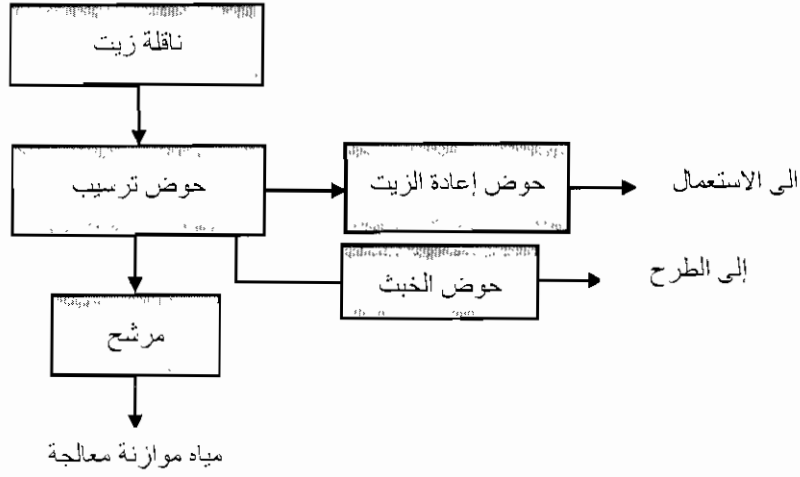 ناقلة زيت
حوض ترسيب
حوض إعادة الزيت
الى الاستعمال
حوض الخبث
إلى الطرح
مرشح
مياه موازنة معالجة